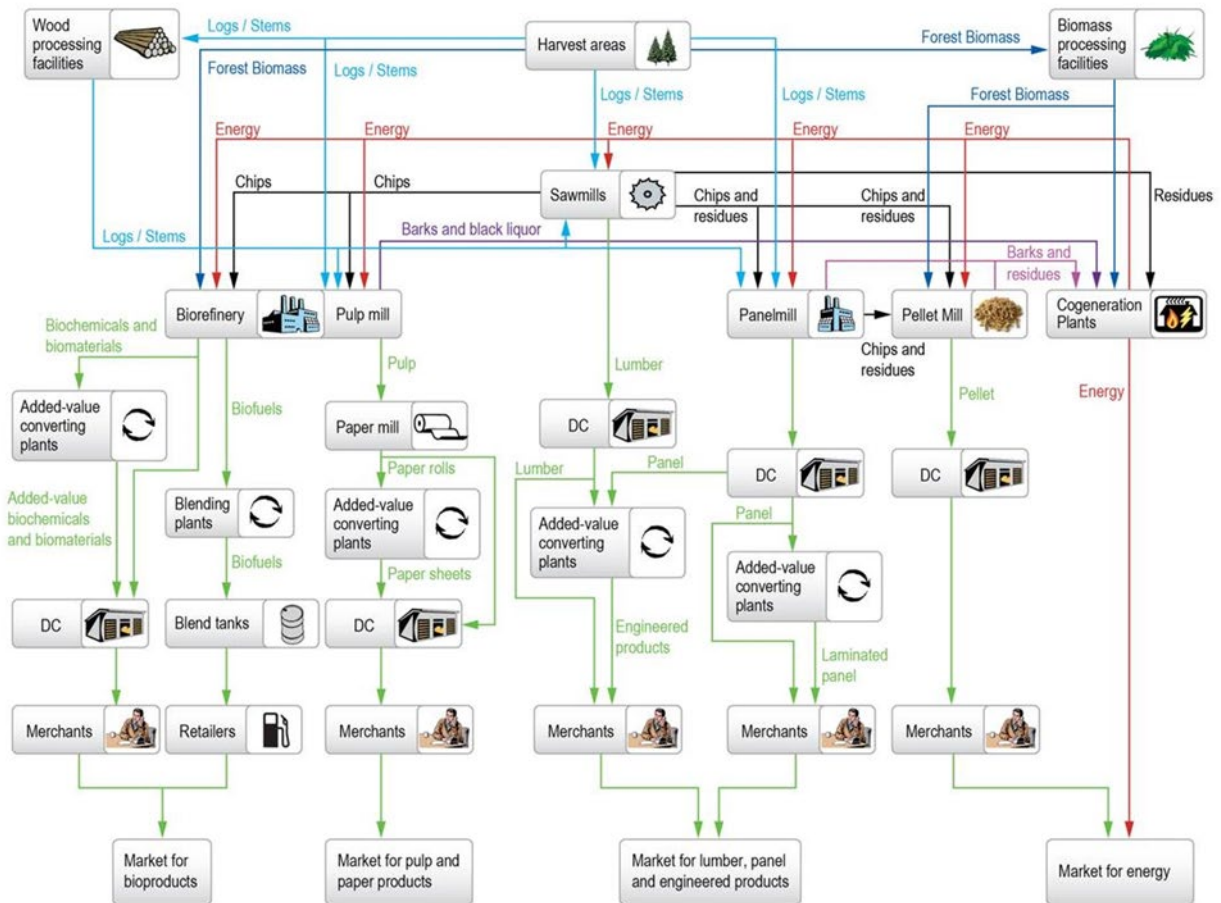 Wood
processing
facilities
Logs / Stems
Harvest areas
Forest Biomass
Biomass
processing
facilities
Forest Biomass
Logs / Stems
Logs / Stems
Logs / Stems
Forest Biomass
Energy
Energy
Energy
Energy
Energy
Chips
Chips
Sawmills
Chips and
residues
Chips and
residues
Residues
Logs / Stems
Barks and black liquor
Barks and
residues
Biorefinery
Pulp mill
Panelmill
Pellet Mill
Cogeneration
Plants
Biochemicals and
biomaterials
Chips and
residues
Pulp
Lumber
Pellet
Energy
Added-value
converting
plants
Biofuels
Paper mill
DC
Lumber
Panel
Paper rolls
DC
DC
Added-value
biochemicals
and biomaterials
Blending
plants
Added-value
converting
plants
Added-value
converting
plants
Panel
Biofuels
Paper sheets
Added-value
converting
plants
DC
Blend tanks
DC
Engineered
products
Laminated
panel
Merchants
Retailers
Merchants
Merchants
Merchants
Merchants
Market for
bioproducts
Market for pulp and
paper products
Market for lumber, panel
and engineered products
Market for energy